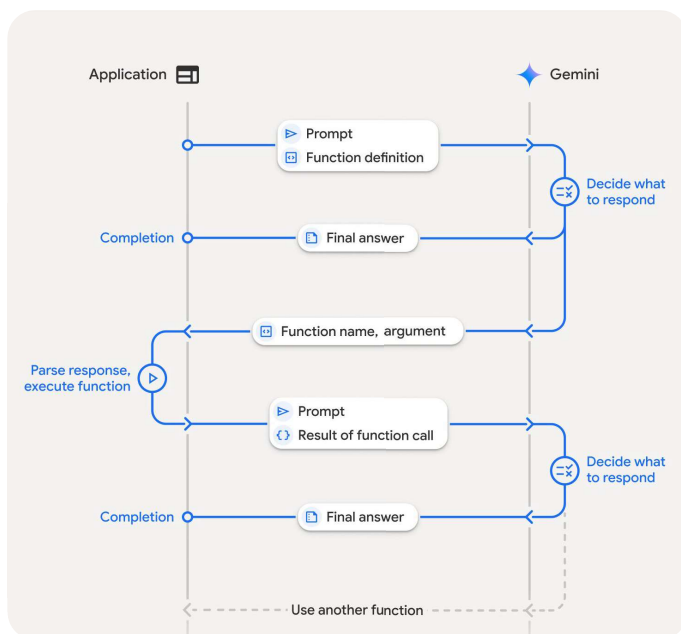 Application
Gemini
Prompt
Function definition
Decide what
to respond
Completion
Final answer
Function name, argument
Parse response,
execute function
Prompt
Result of function call
Decide what
to respond
Completion
Final answer
Use another function